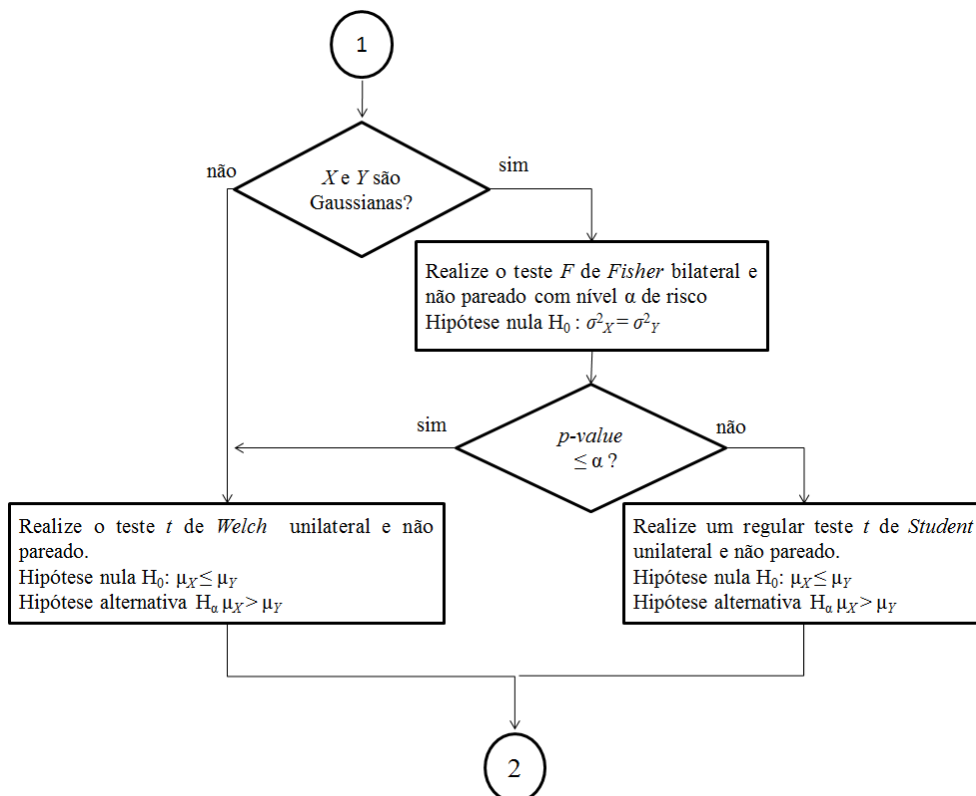 1
não
sim
X e Y são
Gaussianas?
Realize o teste F de Fisher bilateral e
não pareado com nível α de risco
Hipótese nula H₀ : σ²X = σ²Y
sim
não
p-value
≤ α ?
Realize o teste t de Welch unilateral e não
pareado.
Hipótese nula H₀: μX ≤ μY
Hipótese alternativa Hα μX > μY
Realize um regular teste t de Student
unilateral e não pareado.
Hipótese nula H₀: μX ≤ μY
Hipótese alternativa Hα μX > μY
2